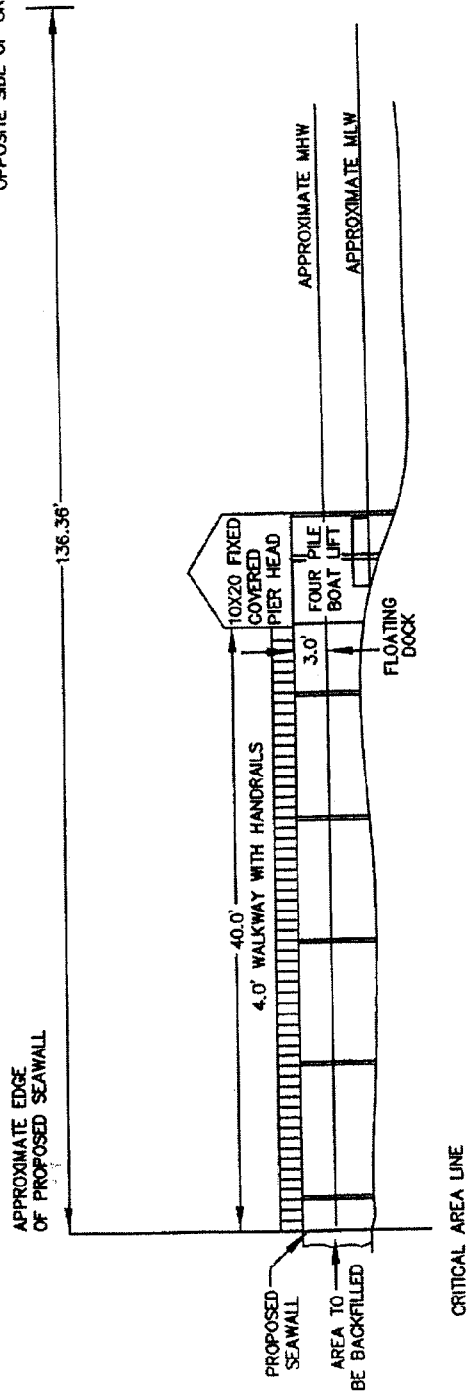 OPPOSITE SIDE OF
136.36'
APPROXIMATE EDGE
OF PROPOSED SEAWALL
40.0'
4.0' WALKWAY WITH HANDRAILS
10X20 FIXED
COVERED
PIER HEAD
3.0'
FOUR PILE
BOAT LIFT
FLOATING
DOCK
APPROXIMATE MHW
APPROXIMATE MLW
PROPOSED
SEAWALL
AREA TO
BE BACKFILLED
CRITICAL AREA LINE